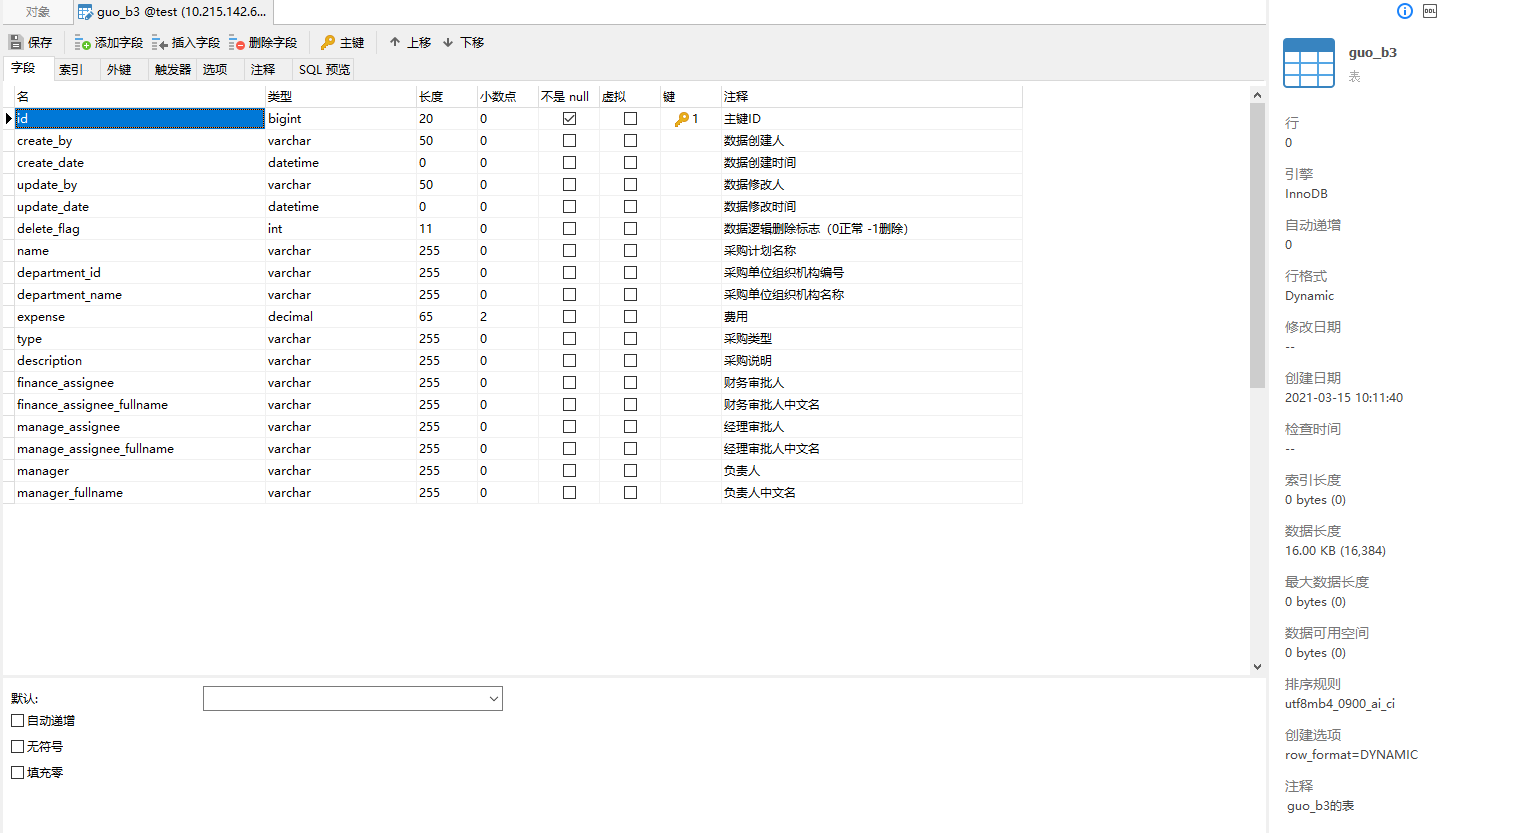 对象
guo_b3 @test (10.215.142.6...
保存 添加字段 插入字段 删除字段 主键 上移 下移
字段 索引 外键 触发器 选项 注释 SQL 预览
名 类型 长度 小数点 不是 null 虚拟 键 注释
id bigint 20 0 1 主键ID
create_by varchar 50 0 数据创建人
create_date datetime 0 0 数据创建时间
update_by varchar 50 0 数据修改人
update_date datetime 0 0 数据修改时间
delete_flag int 11 0 数据逻辑删除标志（0正常 -1删除）
name varchar 255 0 采购计划名称
department_id varchar 255 0 采购单位组织机构编号
department_name varchar 255 0 采购单位组织机构名称
expense decimal 65 2 费用
type varchar 255 0 采购类型
description varchar 255 0 采购说明
finance_assignee varchar 255 0 财务审批人
finance_assignee_fullname varchar 255 0 财务审批人中文名
manage_assignee varchar 255 0 经理审批人
manage_assignee_fullname varchar 255 0 经理审批人中文名
manager varchar 255 0 负责人
manager_fullname varchar 255 0 负责人中文名
默认:
自动递增
无符号
填充零
DDL
guo_b3
表
行
0
引擎
InnoDB
自动递增
0
行格式
Dynamic
修改日期
--
创建日期
2021-03-15 10:11:40
检查时间
--
索引长度
0 bytes (0)
数据长度
16.00 KB (16,384)
最大数据长度
0 bytes (0)
数据可用空间
0 bytes (0)
排序规则
utf8mb4_0900_ai_ci
创建选项
row_format=DYNAMIC
注释
guo_b3的表